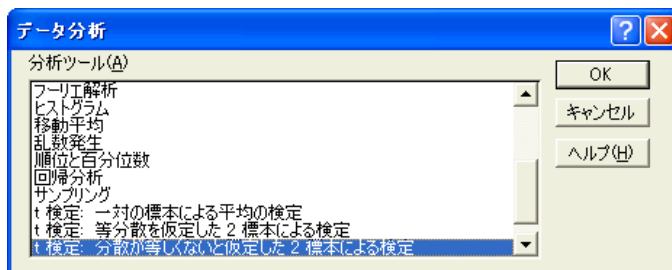 データ分析
分析ツール(A)
フーリエ解析
ヒストグラム
移動平均
乱数発生
順位と百分位数
回帰分析
サンプリング
t 検定: 一対の標本による平均の検定
t 検定: 等分散を仮定した 2 標本による検定
t 検定: 分散が等しくないと仮定した 2 標本による検定
OK
キャンセル
ヘルプ(H)